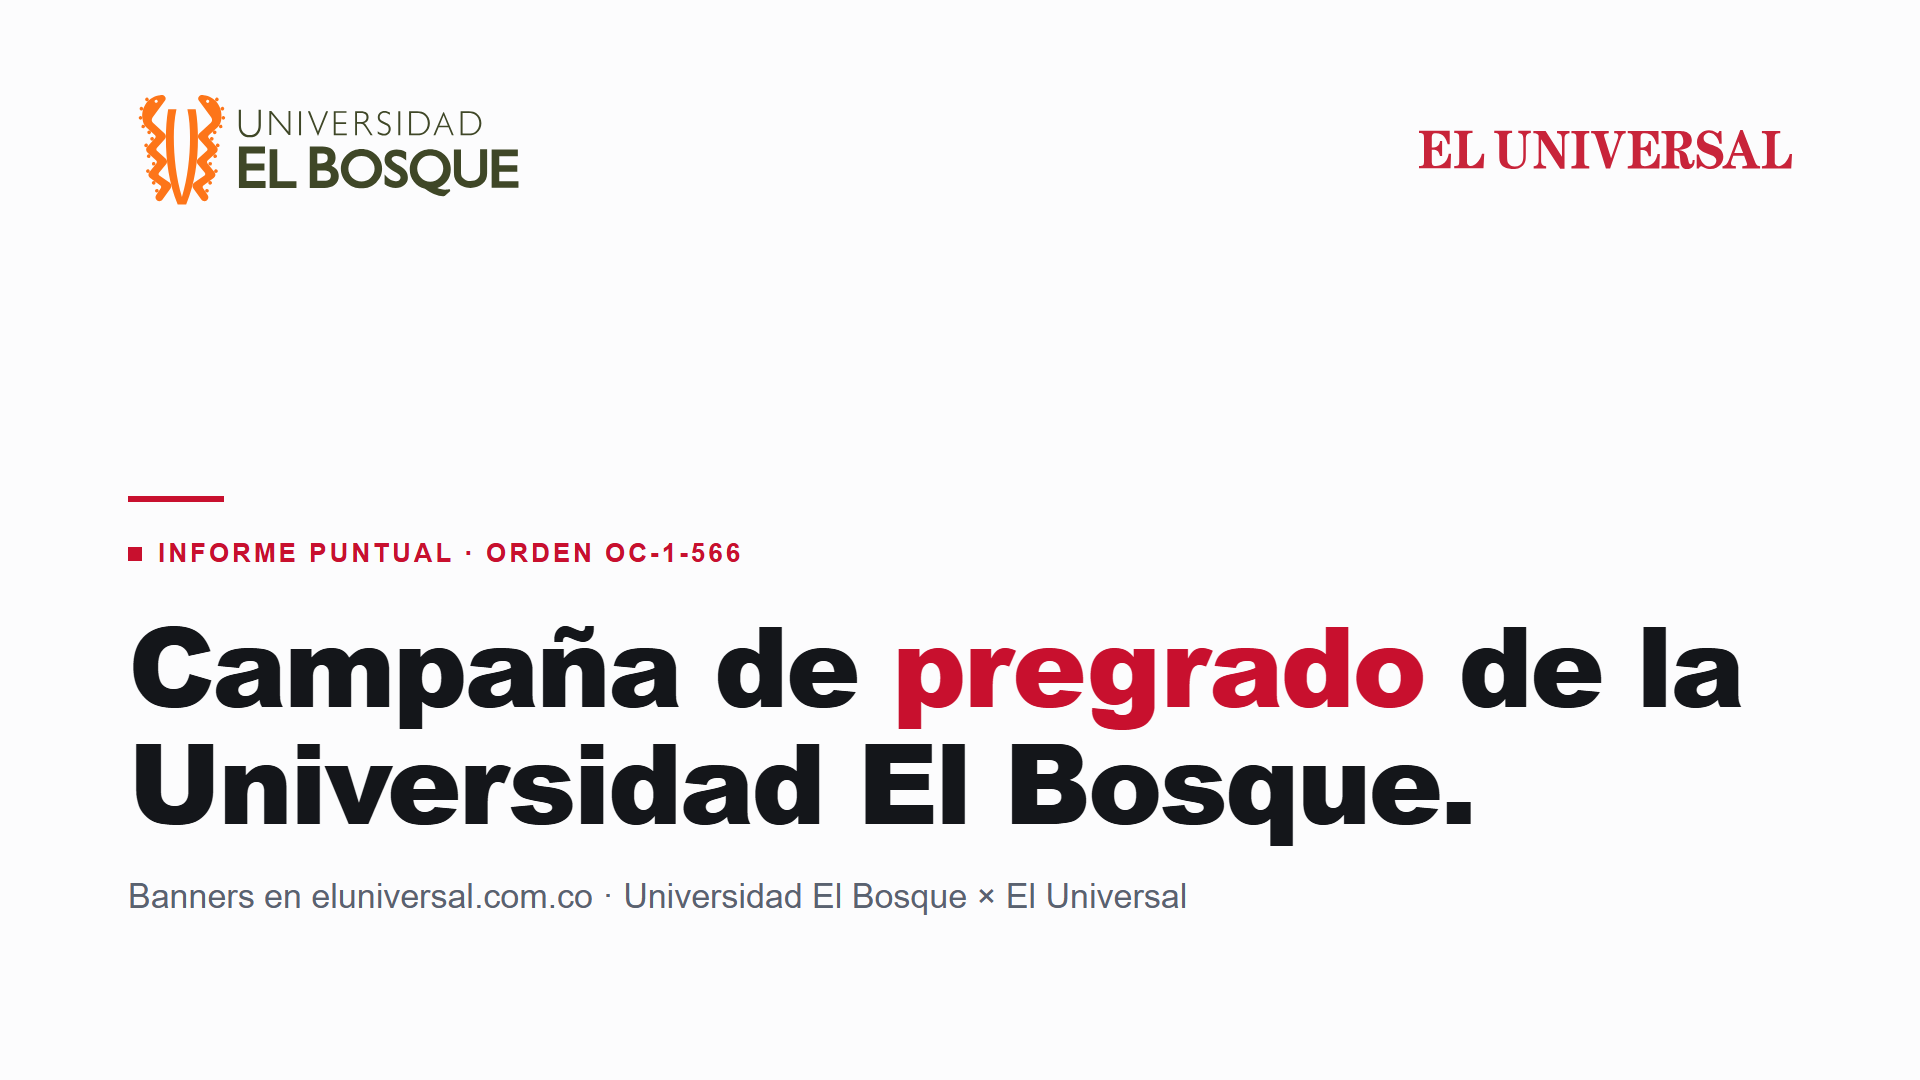 UNIVERSIDAD
EL BOSQUE
EL UNIVERSAL
INFORME PUNTUAL · ORDEN OC-1-566
Campaña de pregrado de la
Universidad El Bosque.
Banners en eluniversal.com.co · Universidad El Bosque × El Universal